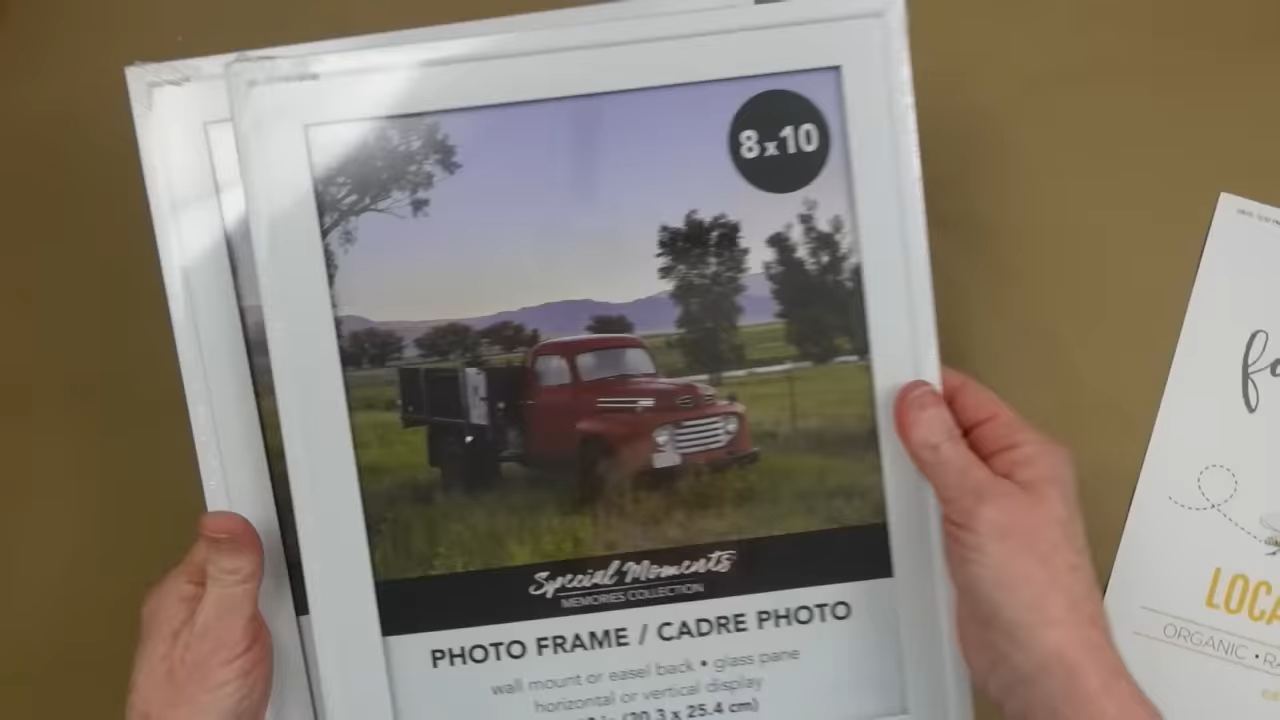 8x10
Special Moments
MEMORIES COLLECTION
PHOTO FRAME / CADRE PHOTO
wall mount or easel back • glass pane
horizontal or vertical display
(20.3 x 25.4 cm)
LOCA
ORGANIC • RA